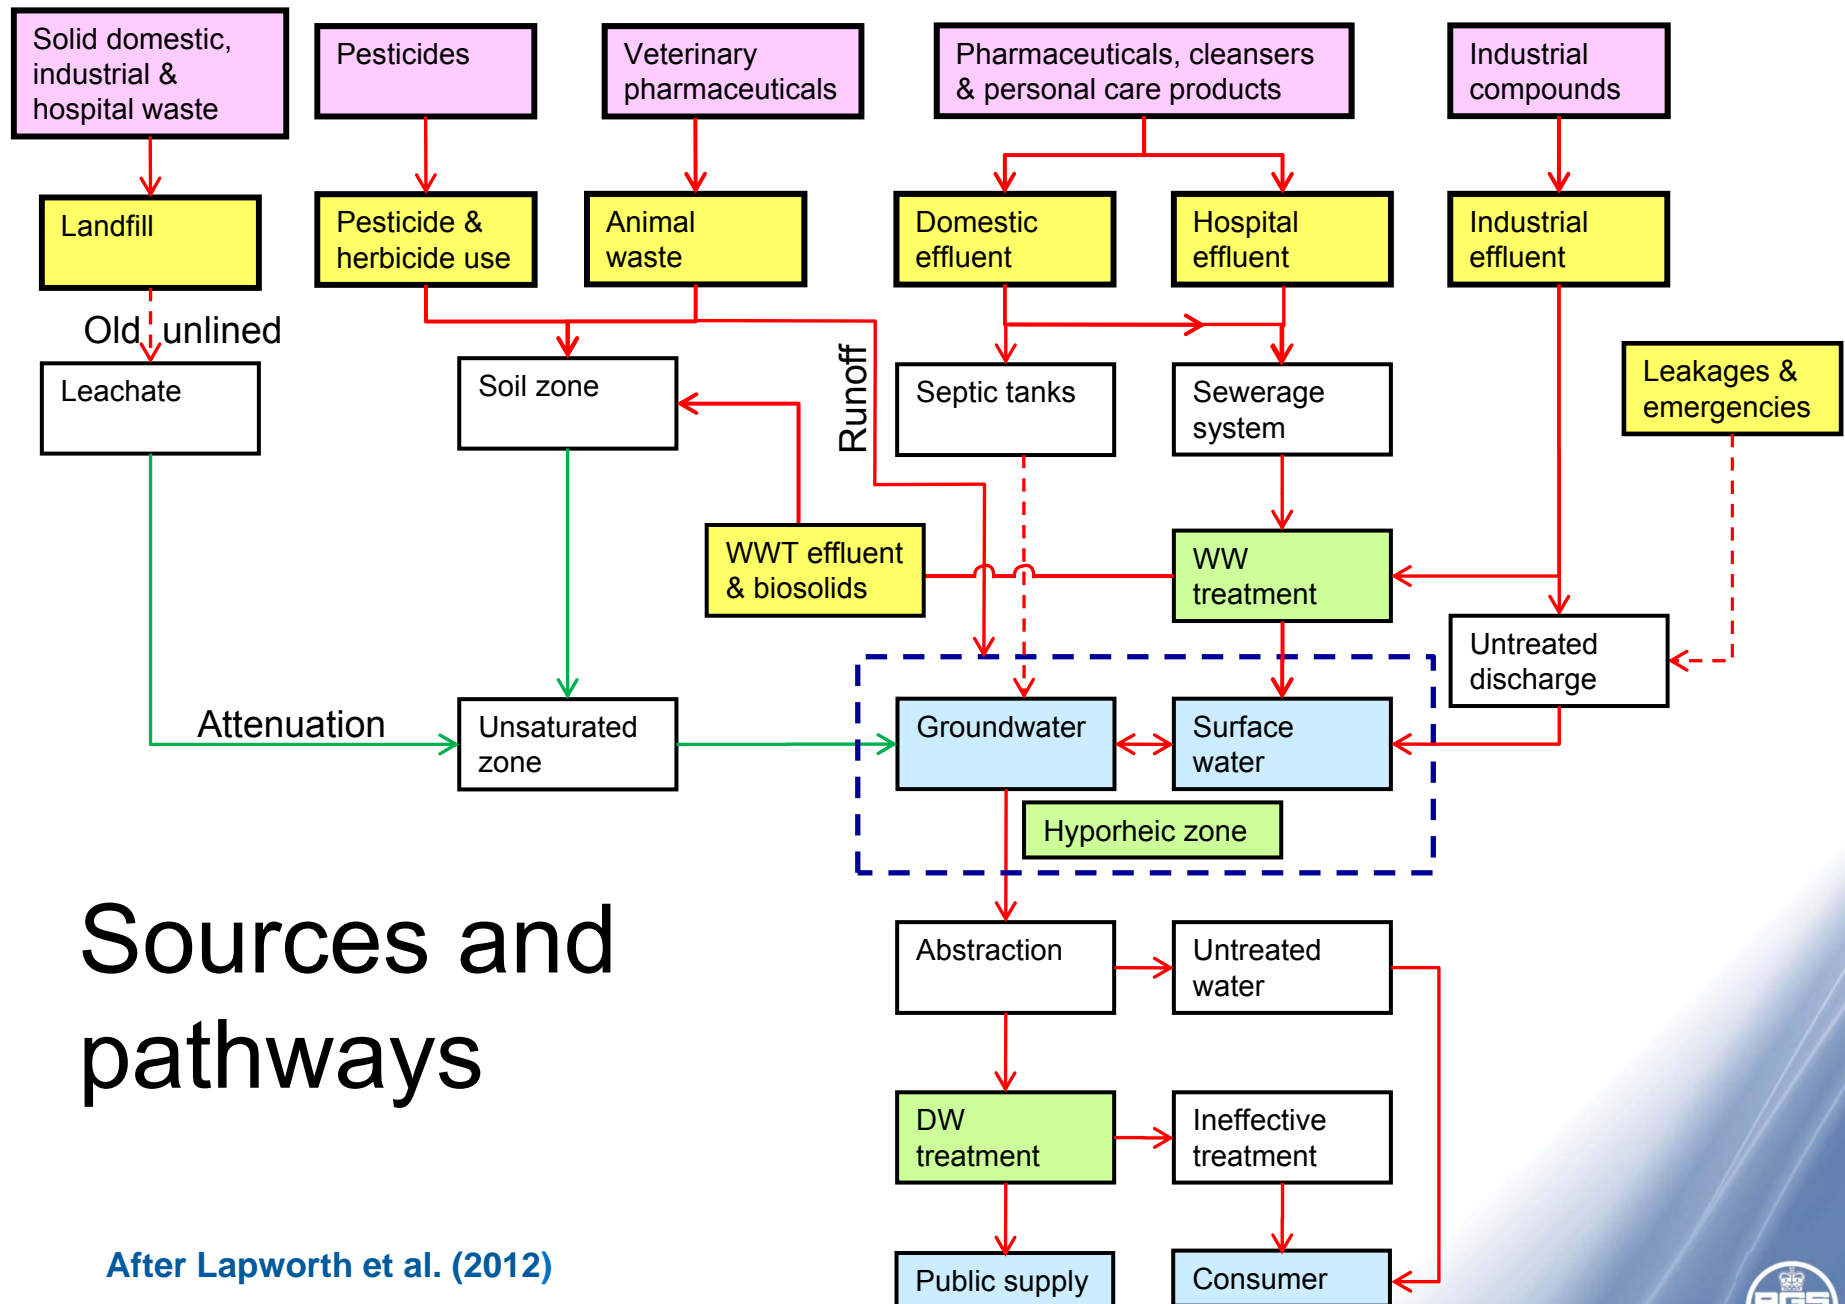 Solid domestic,
industrial &
hospital waste
Pesticides
Veterinary
pharmaceuticals
Pharmaceuticals, cleansers
& personal care products
Industrial
compounds
Landfill
Pesticide &
herbicide use
Animal
waste
Domestic
effluent
Hospital
effluent
Industrial
effluent
Old unlined
Leachate
Soil zone
Runoff
Septic tanks
Sewerage
system
Leakages &
emergencies
WWT effluent
& biosolids
WW
treatment
Untreated
discharge
Attenuation
Unsaturated
zone
Groundwater
Surface
water
Hyporheic zone
Sources and
pathways
Abstraction
Untreated
water
DW
treatment
Ineffective
treatment
After Lapworth et al. (2012)
Public supply
Consumer
BGS